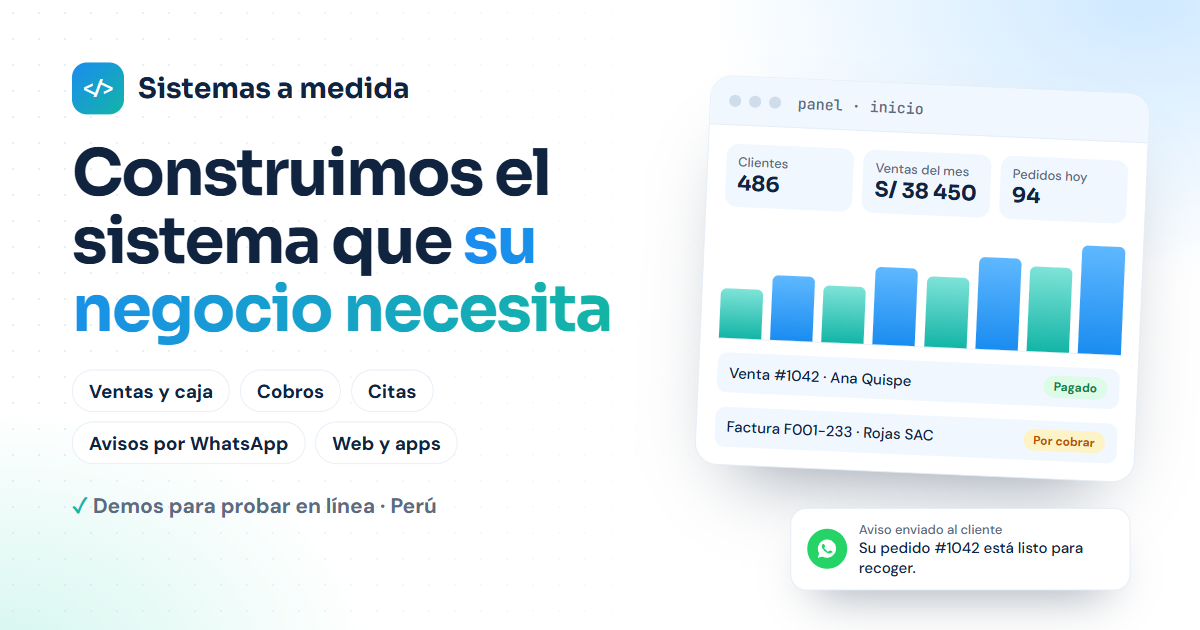 </>
Sistemas a medida
Construimos el
sistema que su
negocio necesita
Ventas y caja
Cobros
Citas
Avisos por WhatsApp
Web y apps
✓ Demos para probar en línea · Perú
panel · inicio
Clientes
486
Ventas del mes
S/ 38 450
Pedidos hoy
94
Venta #1042 · Ana Quispe
Pagado
Factura F001-233 · Rojas SAC
Por cobrar
Aviso enviado al cliente
Su pedido #1042 está listo para
recoger.